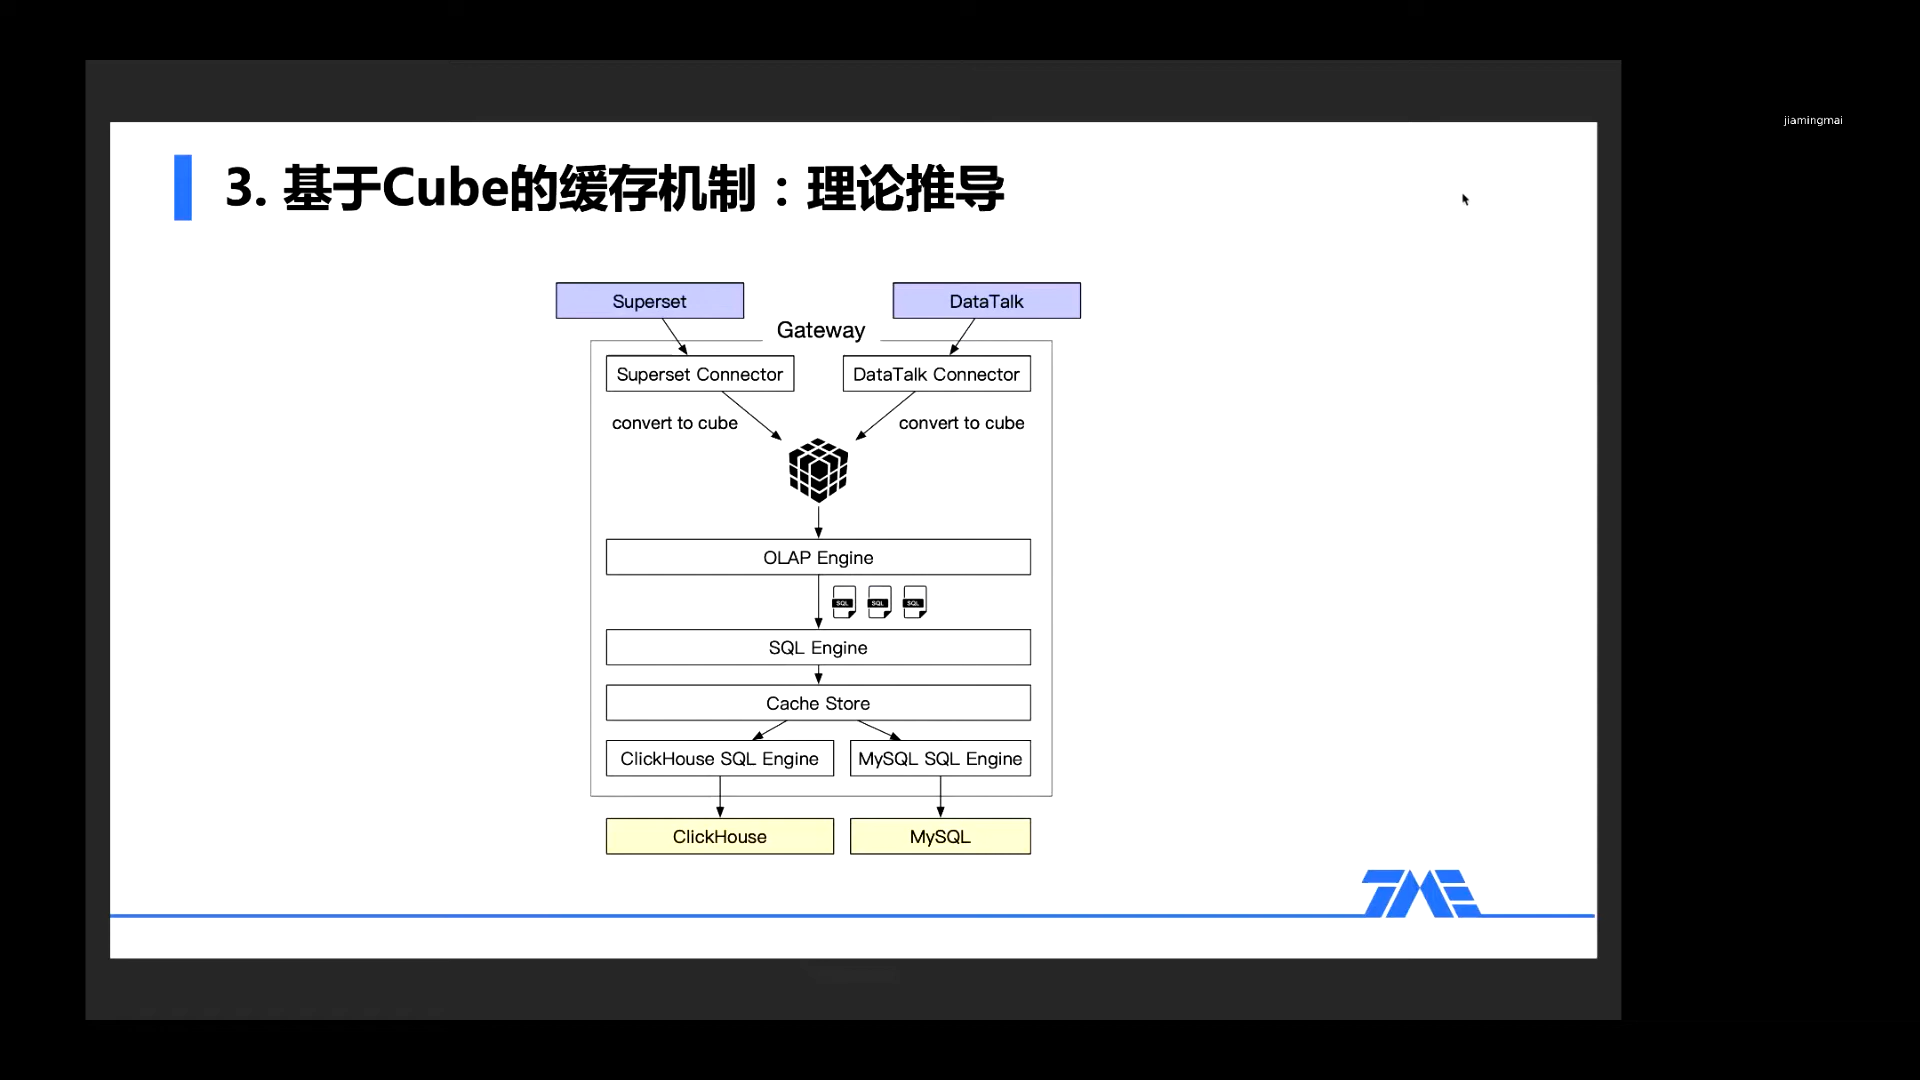 jiamingmai
3. 基于Cube的缓存机制：理论推导
Superset
DataTalk
Gateway
Superset Connector
DataTalk Connector
convert to cube
convert to cube
OLAP Engine
SQL SQL SQL
SQL Engine
Cache Store
ClickHouse SQL Engine
MySQL SQL Engine
ClickHouse
MySQL
TME